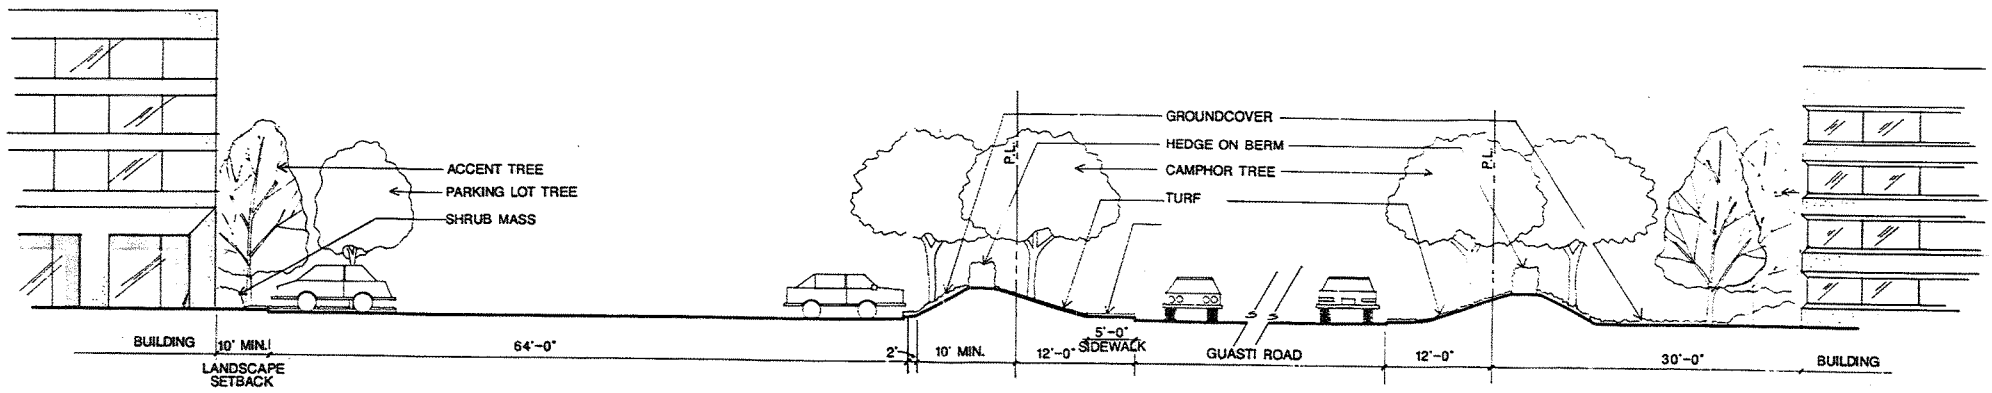 GROUNDCOVER
HEDGE ON BERM
P.L.
P.L.
ACCENT TREE
CAMPHOR TREE
PARKING LOT TREE
TURF
SHRUB MASS
BUILDING
10' MIN.
64'-0"
2'
10' MIN.
12'-0"
5'-0"
SIDEWALK
GUASTI ROAD
12'-0"
30'-0"
BUILDING
LANDSCAPE
SETBACK